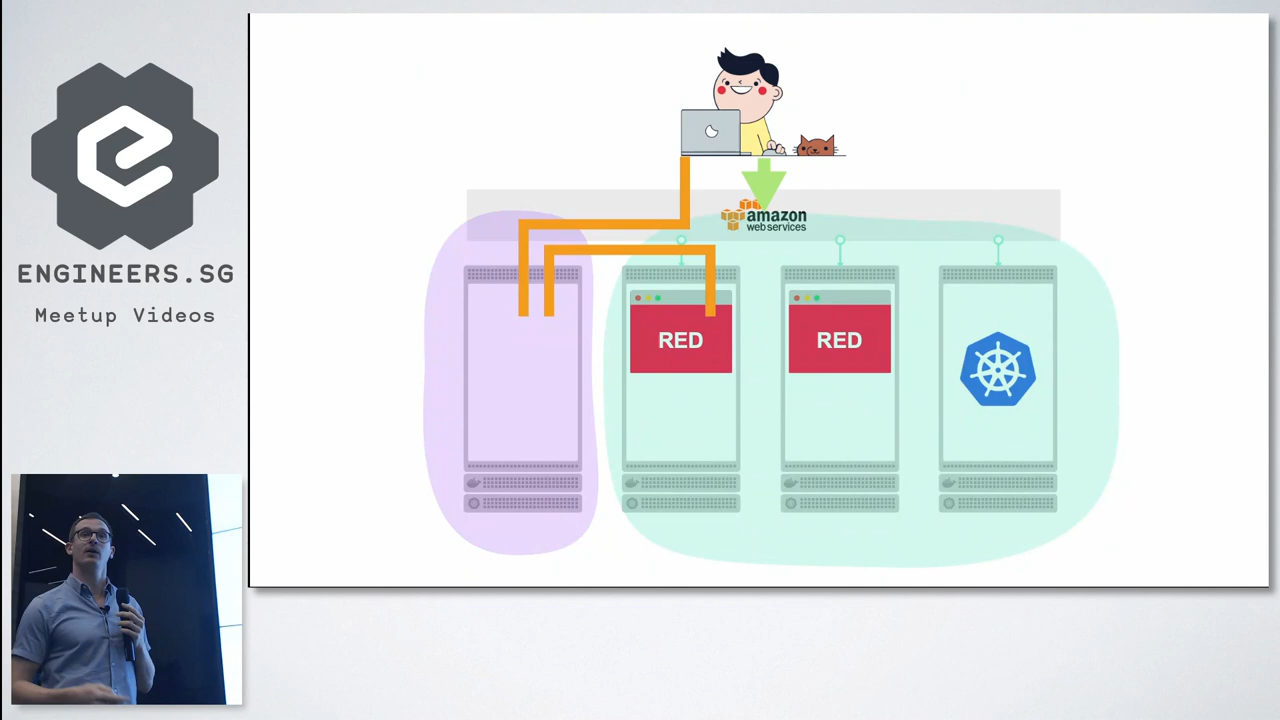 ENGINEERS.SG
Meetup Videos
amazon
web services
RED
RED